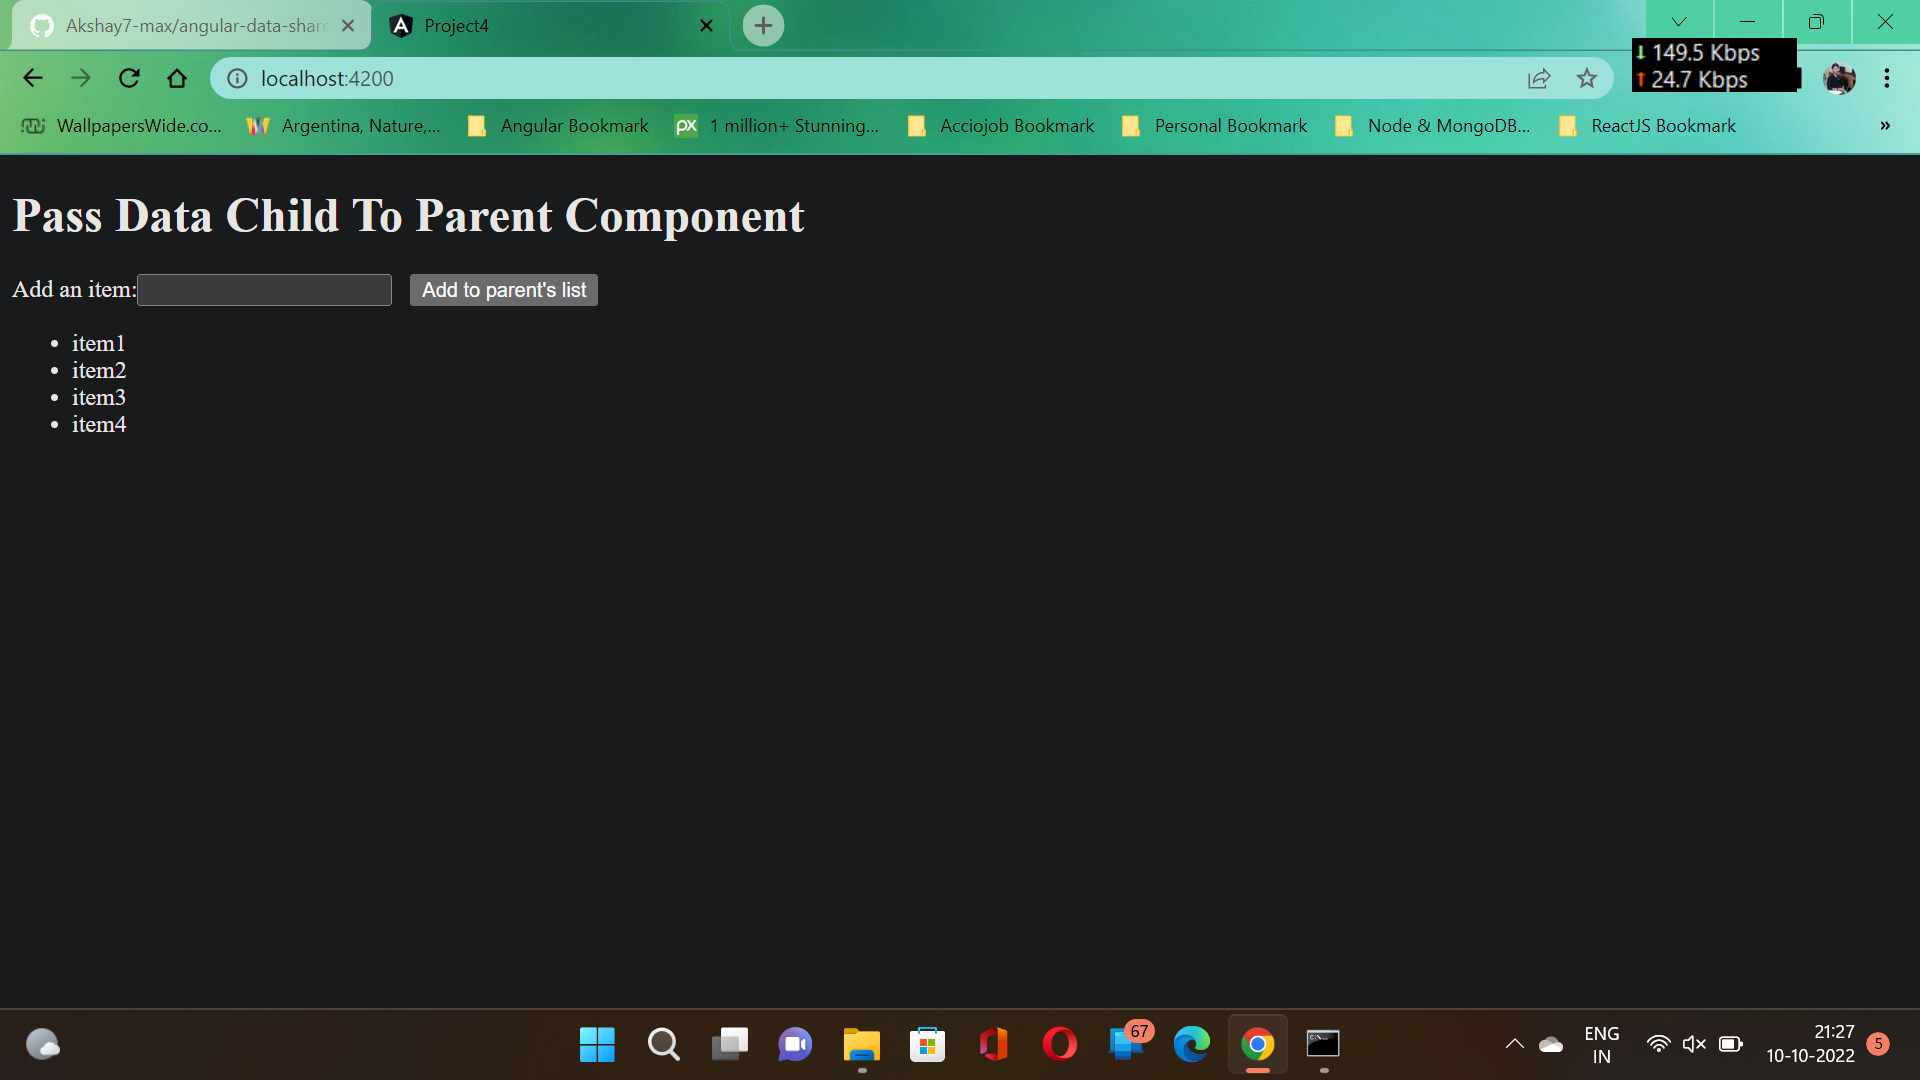 Akshay7-max/angular-data-share
Project4
149.5 Kbps
24.7 Kbps
localhost:4200
WallpapersWide.co...
Argentina, Nature,...
Angular Bookmark
px 1 million+ Stunning...
Acciojob Bookmark
Personal Bookmark
Node & MongoDB...
ReactJS Bookmark
»
Pass Data Child To Parent Component
Add an item: Add to parent's list
• item1
• item2
• item3
• item4
67
ENG
IN
21:27
10-10-2022
5